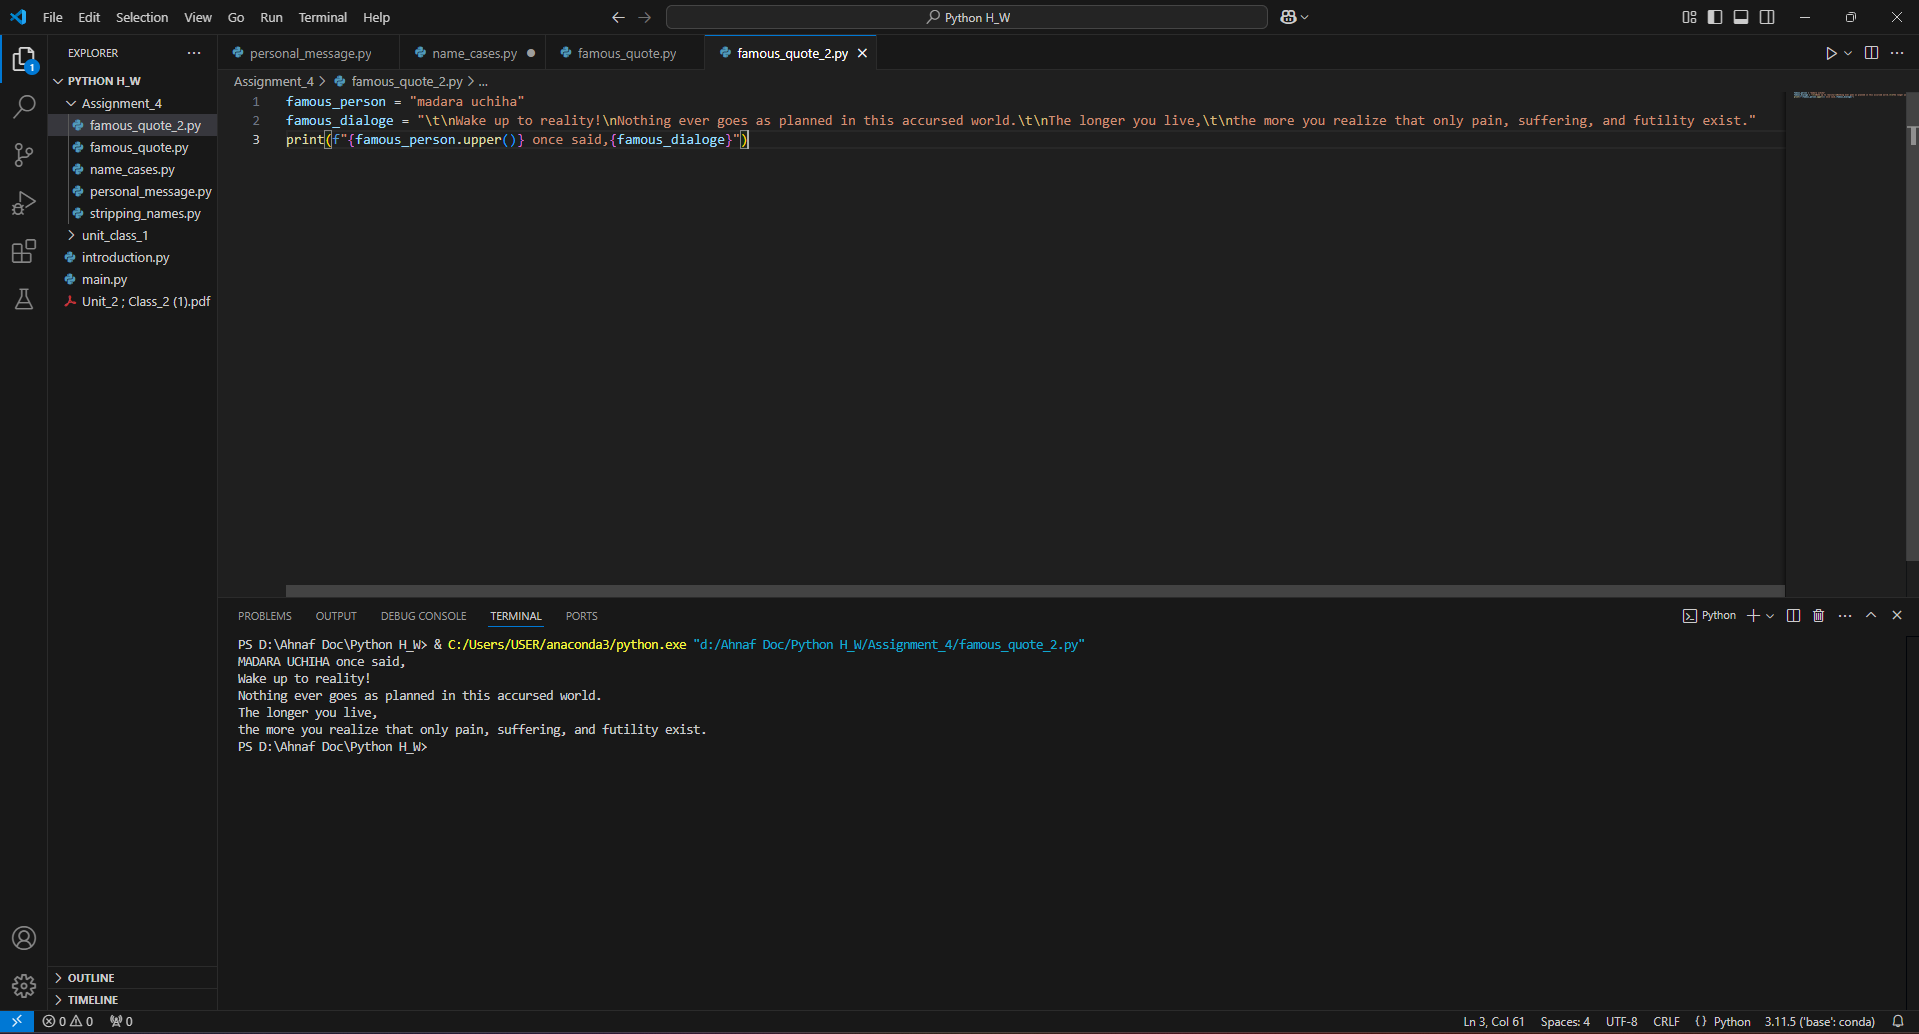 File Edit Selection View Go Run Terminal Help
Python H_W
EXPLORER
personal_message.py
name_cases.py
famous_quote.py
famous_quote_2.py
PYTHON H_W
Assignment_4
famous_quote_2.py
famous_quote.py
name_cases.py
personal_message.py
stripping_names.py
unit_class_1
introduction.py
main.py
Unit_2 ; Class_2 (1).pdf
OUTLINE
TIMELINE
1
Assignment_4 > famous_quote_2.py > ...
1 famous_person = "madara uchiha"
2 famous_dialoge = "\t\nWake up to reality!\nNothing ever goes as planned in this accursed world.\t\nThe longer you live,\t\nthe more you realize that only pain, suffering, and futility exist."
3 print(f"{famous_person.upper()} once said,{famous_dialoge}")
PROBLEMS OUTPUT DEBUG CONSOLE TERMINAL PORTS
Python
PS D:\Ahnaf Doc\Python H_W> & C:/Users/USER/anaconda3/python.exe "d:/Ahnaf Doc/Python H_W/Assignment_4/famous_quote_2.py"
MADARA UCHIHA once said,
Wake up to reality!
Nothing ever goes as planned in this accursed world.
The longer you live,
the more you realize that only pain, suffering, and futility exist.
PS D:\Ahnaf Doc\Python H_W>
0 0 0
Ln 3, Col 61 Spaces: 4 UTF-8 CRLF {} Python 3.11.5 ('base': conda)